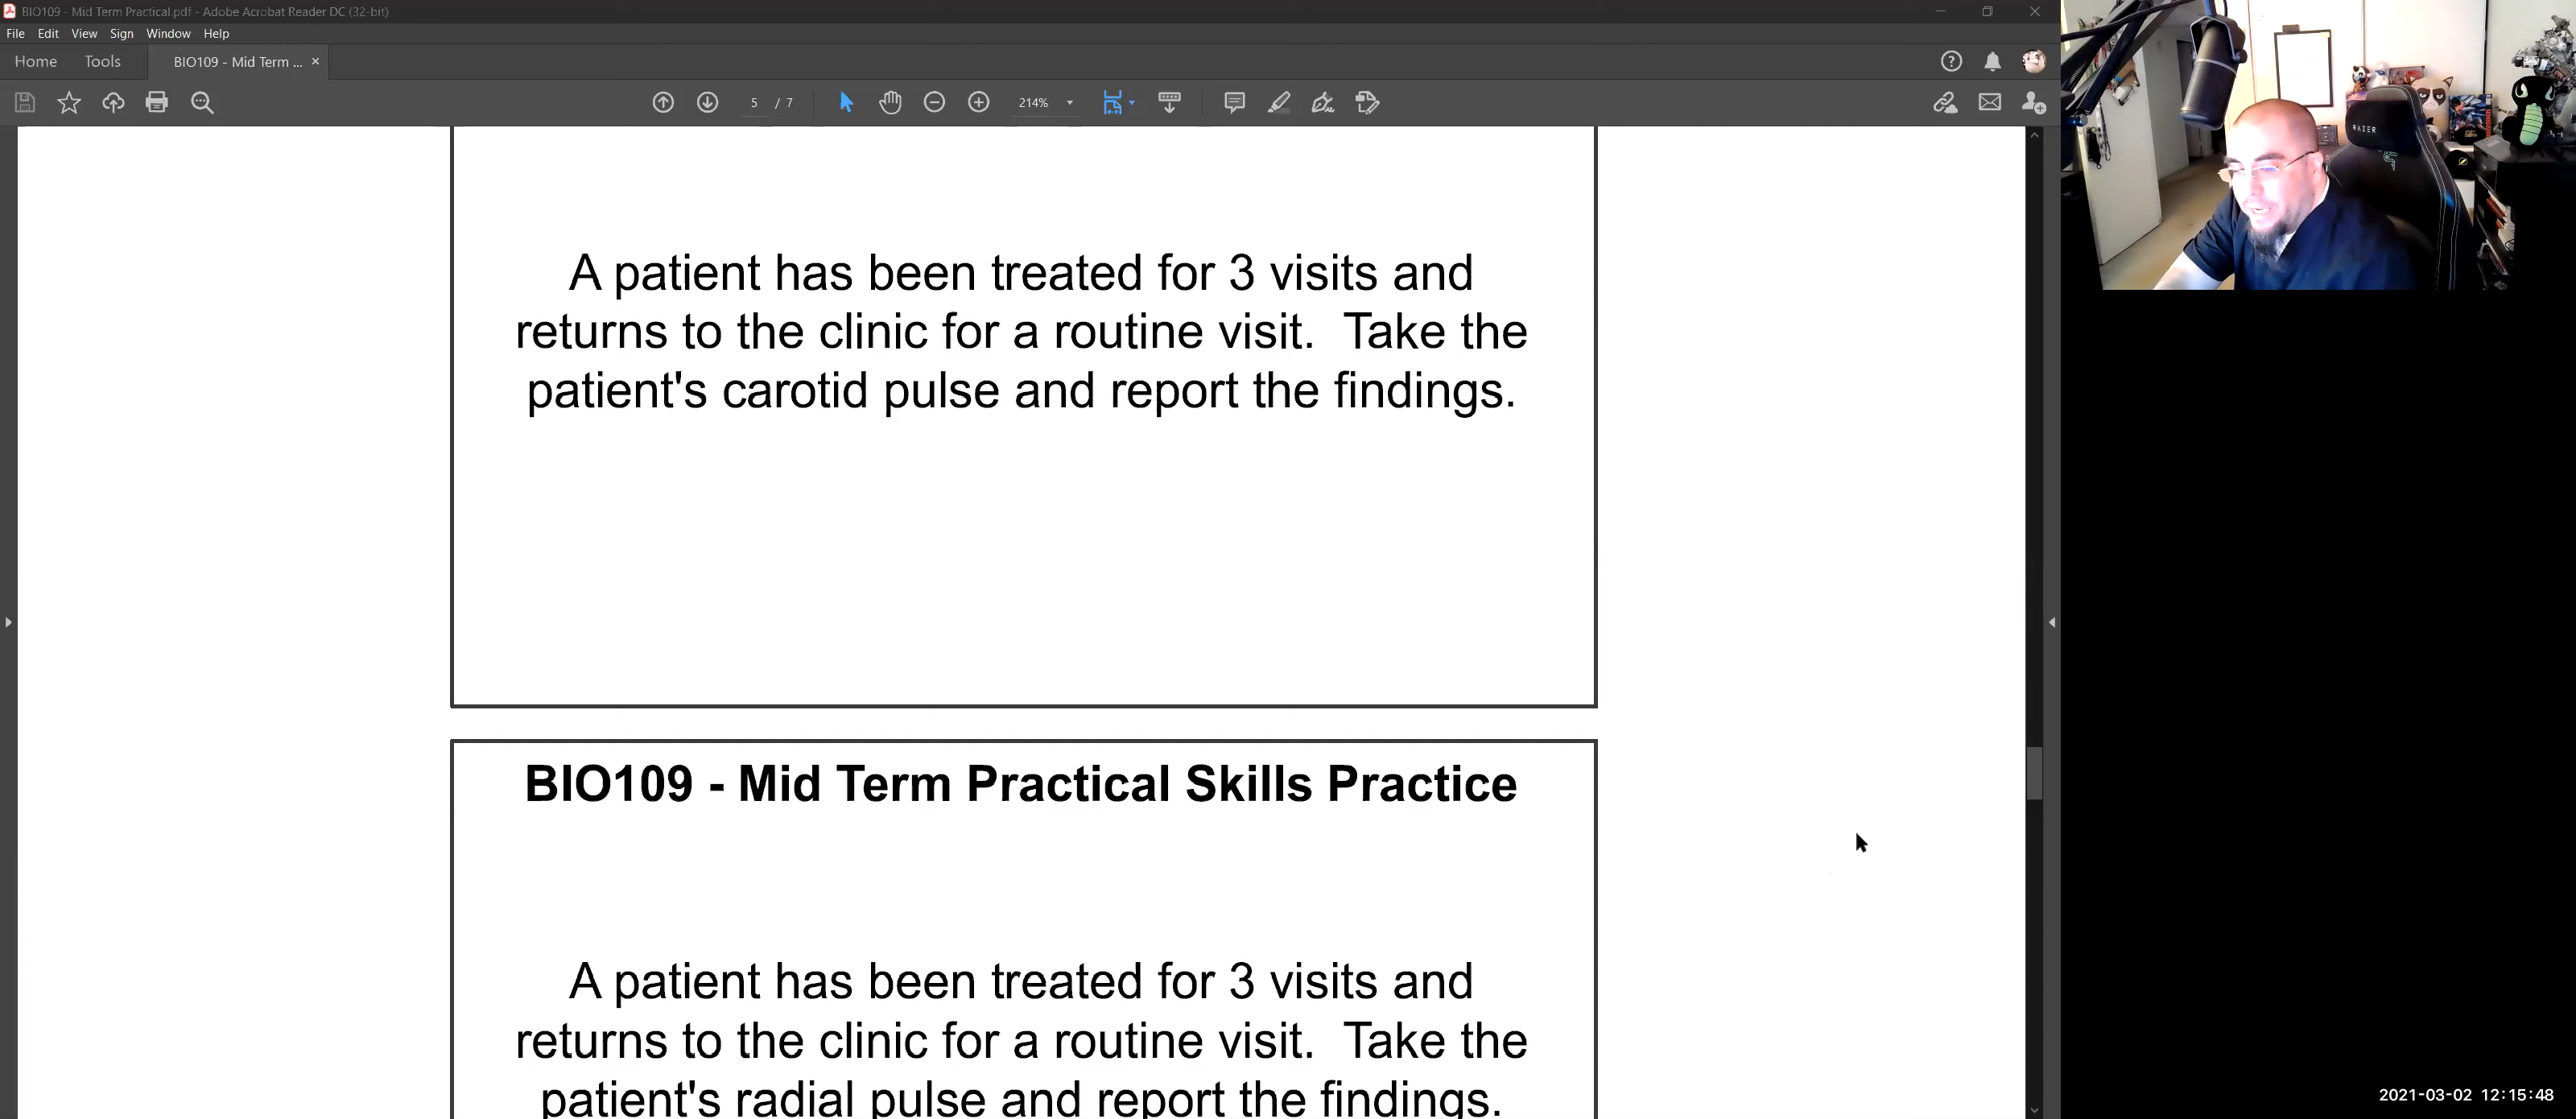 BIO109 - Mid Term Practical.pdf - Adobe Acrobat Reader DC (32-bit)
File Edit View Sign Window Help
Home Tools BIO109 - Mid Term ... ×
5 / 7 214%
RAZER
A patient has been treated for 3 visits and
returns to the clinic for a routine visit.  Take the
patient's carotid pulse and report the findings.
BIO109 - Mid Term Practical Skills Practice
A patient has been treated for 3 visits and
returns to the clinic for a routine visit.  Take the
patient's radial pulse and report the findings.
2021-03-02 12:15:48